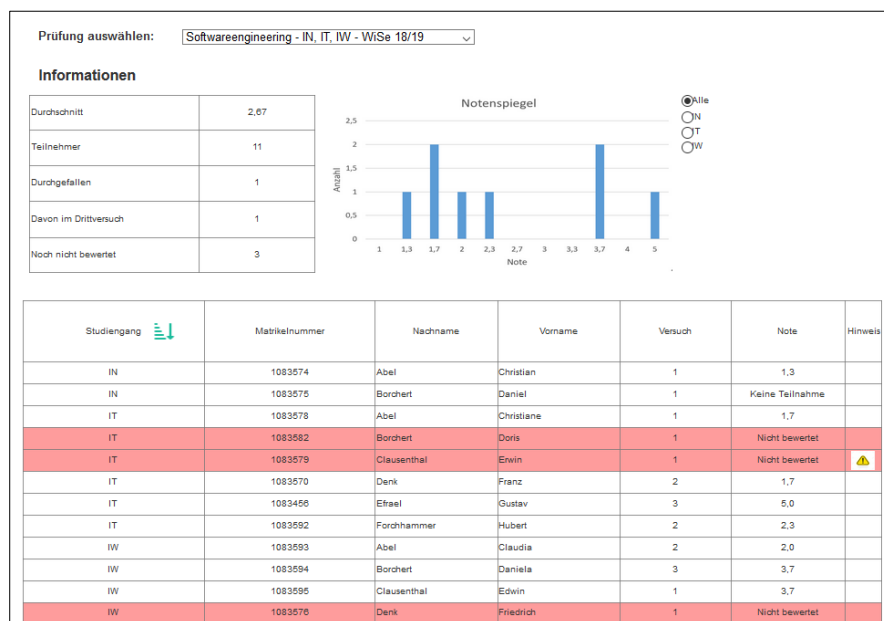 Prüfung auswählen: Softwareengineering - IN, IT, IW - WiSe 18/19
Informationen
Durchschnitt 2,67
Teilnehmer 11
Durchgefallen 1
Davon im Drittversuch 1
Noch nicht bewertet 3
Notenspiegel
2,5
2
1,5
1
0,5
0
Anzahl
1 1,3 1,7 2 2,3 2,7 3 3,3 3,7 4 5
Note
Alle
IN
IT
IW
Studiengang Matrikelnummer Nachname Vorname Versuch Note Hinweis
IN 1083574 Abel Christian 1 1,3
IN 1083575 Borchert Daniel 1 Keine Teilnahme
IT 1083578 Abel Christiane 1 1,7
IT 1083582 Borchert Doris 1 Nicht bewertet
IT 1083579 Clausenthal Erwin 1 Nicht bewertet
IT 1083570 Denk Franz 2 1,7
IT 1083456 Efrael Gustav 3 5,0
IT 1083592 Forchhammer Hubert 2 2,3
IW 1083593 Abel Claudia 2 2,0
IW 1083594 Borchert Daniela 3 3,7
IW 1083595 Clausenthal Edwin 1 3,7
IW 1083576 Denk Friedrich 1 Nicht bewertet